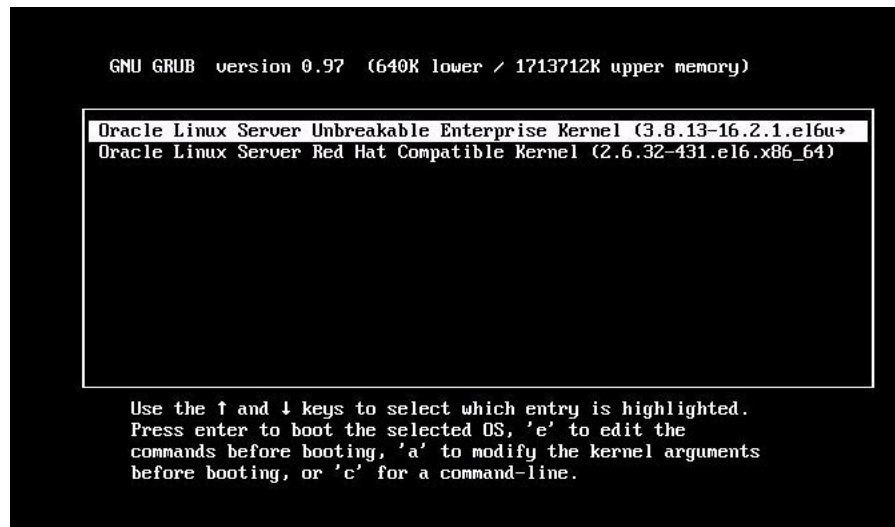 GNU GRUB version 0.97 (640K lower / 1713712K upper memory)
Oracle Linux Server Unbreakable Enterprise Kernel (3.8.13-16.2.1.el6u→
Oracle Linux Server Red Hat Compatible Kernel (2.6.32-431.el6.x86_64)
Use the ↑ and ↓ keys to select which entry is highlighted.
Press enter to boot the selected OS, 'e' to edit the
commands before booting, 'a' to modify the kernel arguments
before booting, or 'c' for a command-line.